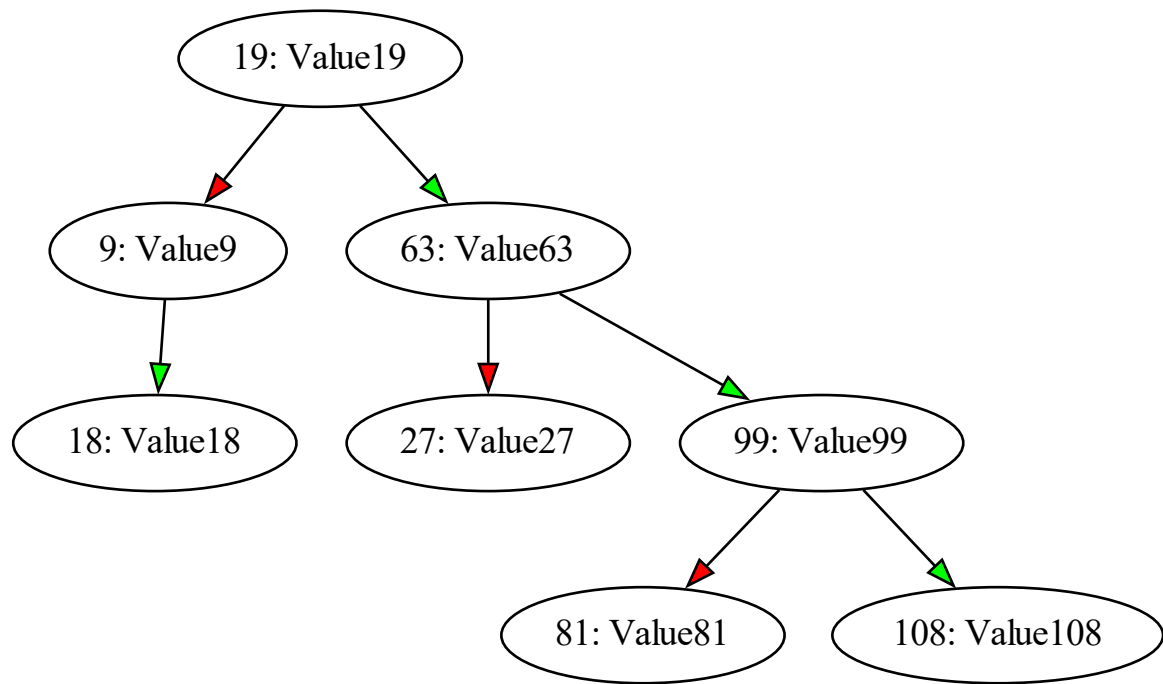 19: Value19
9: Value9
63: Value63
18: Value18
27: Value27
99: Value99
81: Value81
108: Value108